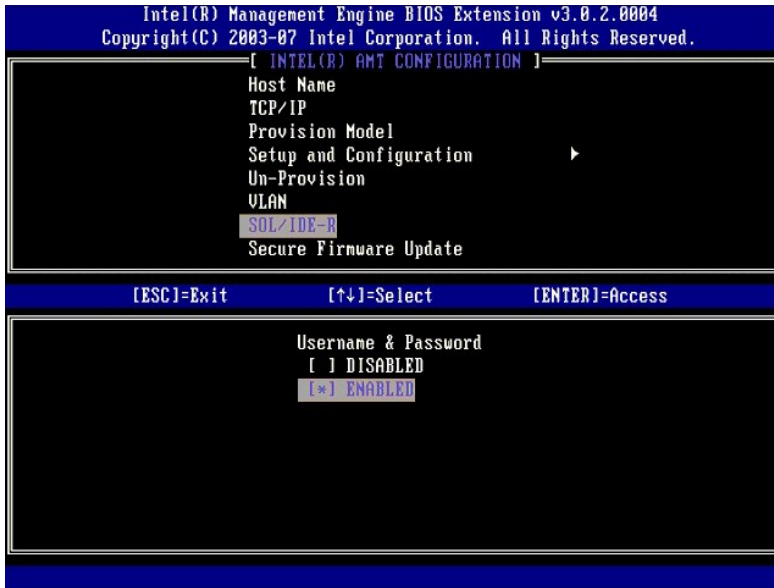 Intel(R) Management Engine BIOS Extension v3.0.2.0004
Copyright(C) 2003-07 Intel Corporation. All Rights Reserved.
[ INTEL(R) AMT CONFIGURATION ]
Host Name
TCP/IP
Provision Model
Setup and Configuration ►
Un-Provision
VLAN
SOL/IDE-R
Secure Firmware Update
[ESC]=Exit [↑↓]=Select [ENTER]=Access
Username & Password
[ ] DISABLED
[*] ENABLED